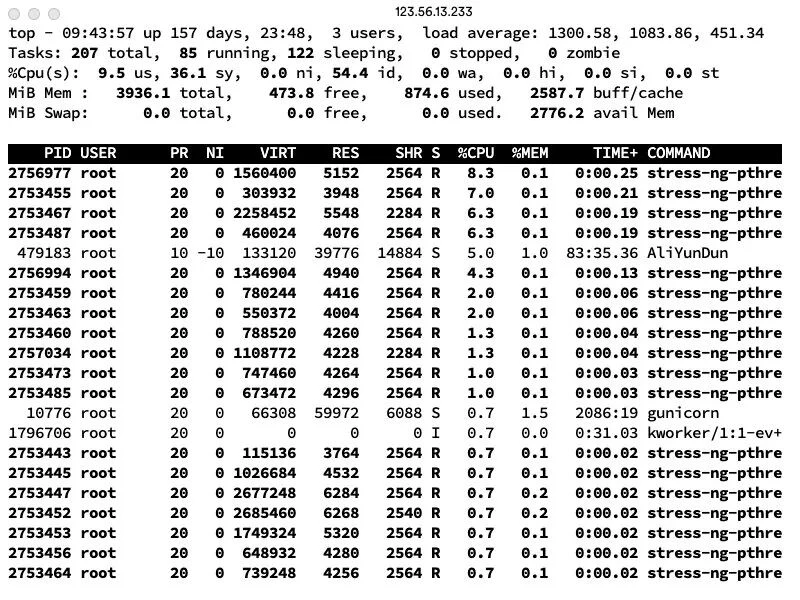 123.56.13.233
top - 09:43:57 up 157 days, 23:48,  3 users,  load average: 1300.58, 1083.86, 451.34
Tasks: 207 total,  85 running, 122 sleeping,   0 stopped,   0 zombie
%Cpu(s):  9.5 us, 36.1 sy,  0.0 ni, 54.4 id,  0.0 wa,  0.0 hi,  0.0 si,  0.0 st
MiB Mem :   3936.1 total,    473.8 free,    874.6 used,   2587.7 buff/cache
MiB Swap:      0.0 total,      0.0 free,      0.0 used.   2776.2 avail Mem
PID USER      PR  NI    VIRT    RES    SHR S  %CPU  %MEM     TIME+ COMMAND
2756977 root      20   0 1560400   5152   2564 R   8.3   0.1   0:00.25 stress-ng-pthre
2753455 root      20   0  303932   3948   2564 R   7.0   0.1   0:00.21 stress-ng-pthre
2753467 root      20   0 2258452   5548   2284 R   6.3   0.1   0:00.19 stress-ng-pthre
2753487 root      20   0  460024   4076   2564 R   6.3   0.1   0:00.19 stress-ng-pthre
479183 root      10 -10  133120  39776  14884 S   5.0   1.0  83:35.36 AliYunDun
2756994 root      20   0 1346904   4940   2564 R   4.3   0.1   0:00.13 stress-ng-pthre
2753459 root      20   0  780244   4416   2564 R   2.0   0.1   0:00.06 stress-ng-pthre
2753463 root      20   0  550372   4004   2564 R   2.0   0.1   0:00.06 stress-ng-pthre
2753460 root      20   0  788520   4260   2564 R   1.3   0.1   0:00.04 stress-ng-pthre
2757034 root      20   0 1108772   4228   2284 R   1.3   0.1   0:00.04 stress-ng-pthre
2753473 root      20   0  747460   4264   2564 R   1.0   0.1   0:00.03 stress-ng-pthre
2753485 root      20   0  673472   4296   2564 R   1.0   0.1   0:00.03 stress-ng-pthre
10776 root      20   0   66308  59972   6088 S   0.7   1.5   2086:19 gunicorn
1796706 root      20   0       0      0      0 I   0.7   0.0   0:31.03 kworker/1:1-ev+
2753443 root      20   0  115136   3764   2564 R   0.7   0.1   0:00.02 stress-ng-pthre
2753445 root      20   0 1026684   4532   2564 R   0.7   0.1   0:00.02 stress-ng-pthre
2753447 root      20   0 2677248   6284   2564 R   0.7   0.2   0:00.02 stress-ng-pthre
2753452 root      20   0 2685460   6268   2540 R   0.7   0.2   0:00.02 stress-ng-pthre
2753453 root      20   0 1749324   5320   2564 R   0.7   0.1   0:00.02 stress-ng-pthre
2753456 root      20   0  648932   4280   2564 R   0.7   0.1   0:00.02 stress-ng-pthre
2753464 root      20   0  739248   4256   2564 R   0.7   0.1   0:00.02 stress-ng-pthre